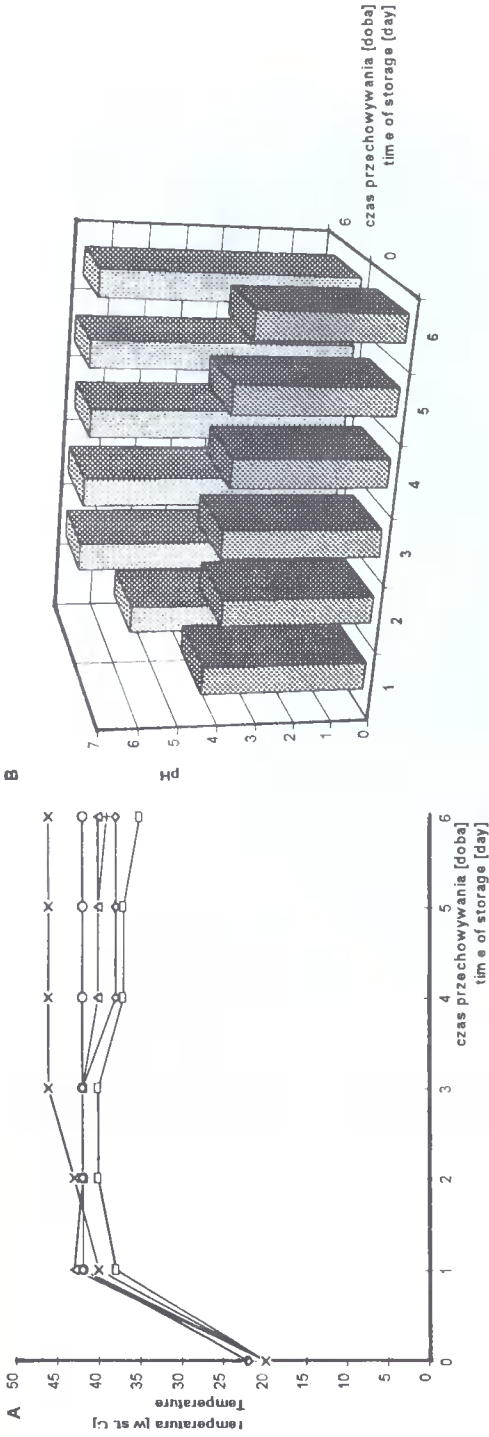 A
Temperatura [w st. C]
Temperature
50
45
40
35
30
25
20
15
10
5
0
0 1 2 3 4 5 6
czas przechowywania [doba]
time of storage [day]
B
pH
7
6
5
4
3
2
1
0
1 2 3 4 5 6
0
6
czas przechowywania [doba]
time of storage [day]